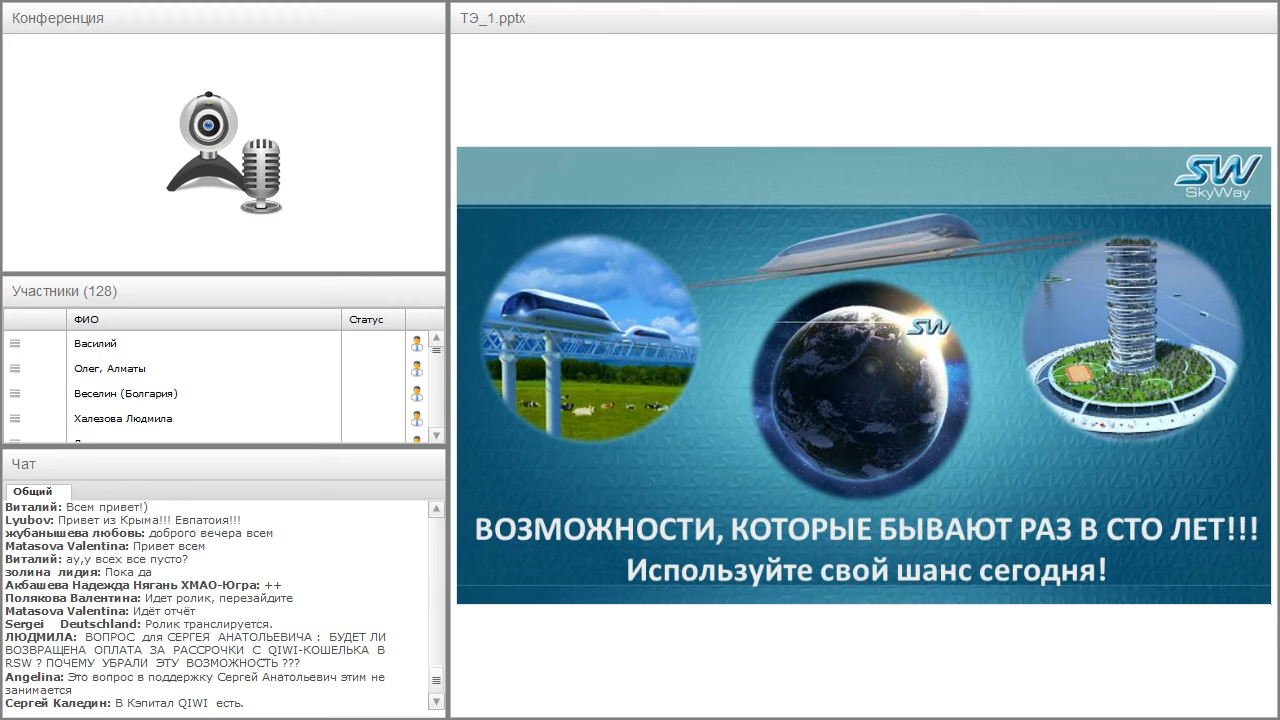 Конференция
ТЭ_1.pptx
SW
SkyWay
SW
ВОЗМОЖНОСТИ, КОТОРЫЕ БЫВАЮТ РАЗ В СТО ЛЕТ!!!
Используйте свой шанс сегодня!
Участники (128)
ФИО Статус
Василий
Олег, Алматы
Веселин (Болгария)
Халезова Людмила
Чат
Общий
Виталий: Всем привет!)
Lyubov: Привет из Крыма!!! Евпатоия!!!
жубанышева любовь: доброго вечера всем
Matasova Valentina: Привет всем
Виталий: ау,у всех все пусто?
золина лидия: Пока да
Акбашева Надежда Нягань ХМАО-Югра: ++
Полякова Валентина: Идет ролик, перезайдите
Matasova Valentina: Идёт отчёт
Sergei Deutschland: Ролик транслируется.
ЛЮДМИЛА: ВОПРОС для СЕРГЕЯ АНАТОЛЬЕВИЧА : БУДЕТ ЛИ
ВОЗВРАЩЕНА ОПЛАТА ЗА РАССРОЧКИ С QIWI-КОШЕЛЬКА В
RSW ? ПОЧЕМУ УБРАЛИ ЭТУ ВОЗМОЖНОСТЬ ???
Angelina: Это вопрос в поддержку Сергей Анатольевич этим не
занимается
Сергей Каледин: В Кэпитал QIWI есть.